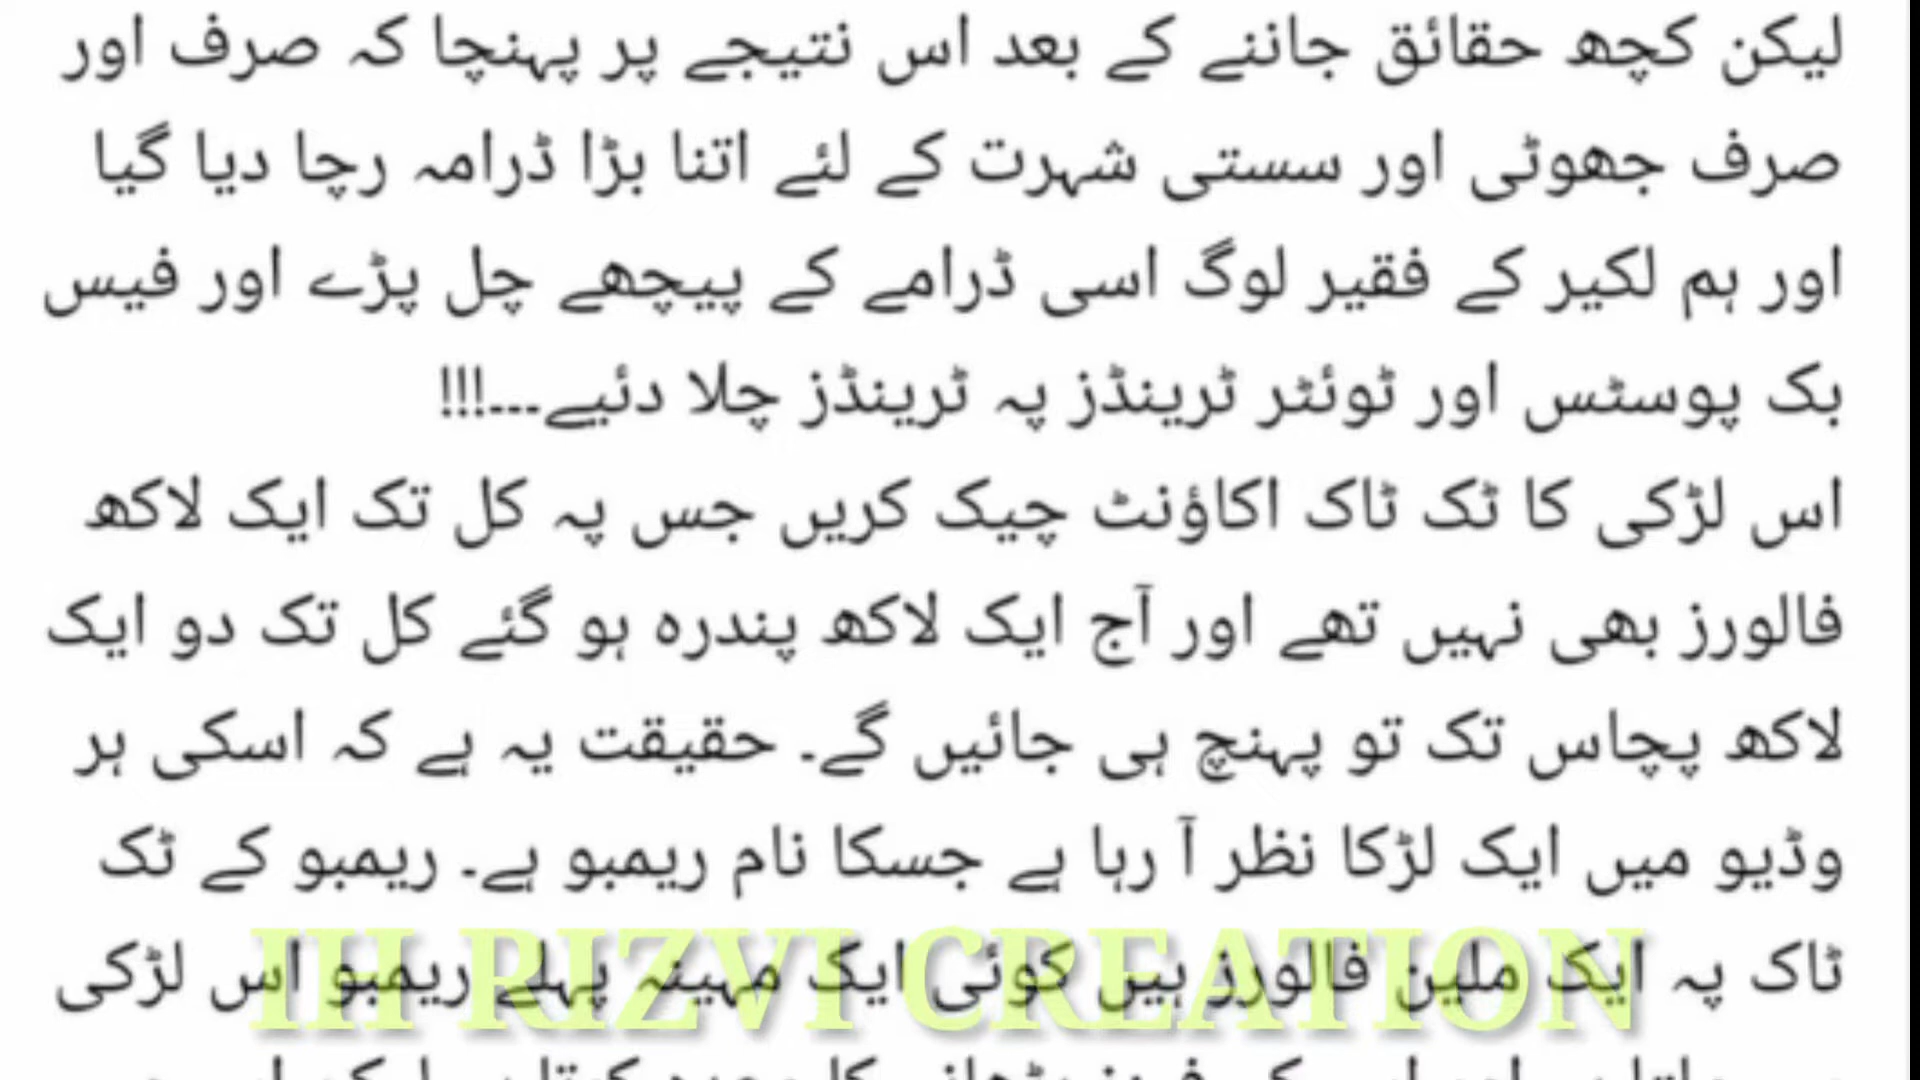 لیکن کچھ حقائق جاننے کے بعد اس نتیجے پر پہنچا کہ صرف اور
صرف جھوٹی اور سستی شہرت کے لئے اتنا بڑا ڈرامہ رچا دیا گیا
اور ہم لکیر کے فقیر لوگ اسی ڈرامے کے پیچھے چل پڑے اور فیس
بک پوسٹس اور ٹوئٹر ٹرینڈز پہ ٹرینڈز چلا دئیے۔۔۔!!!
اس لڑکی کا ٹک ٹاک اکاؤنٹ چیک کریں جس پہ کل تک ایک لاکھ
فالورز بھی نہیں تھے اور آج ایک لاکھ پندرہ ہو گئے کل تک دو ایک
لاکھ پچاس تک تو پہنچ ہی جائیں گے۔ حقیقت یہ ہے کہ اسکی ہر
وڈیو میں ایک لڑکا نظر آ رہا ہے جسکا نام ریمبو ہے۔ ریمبو کے ٹک
ٹاک پہ ایک ملین فالورز ہیں کوئی ایک مہینہ پہلے ریمبو اس لڑکی
IH RIZVI CREATION